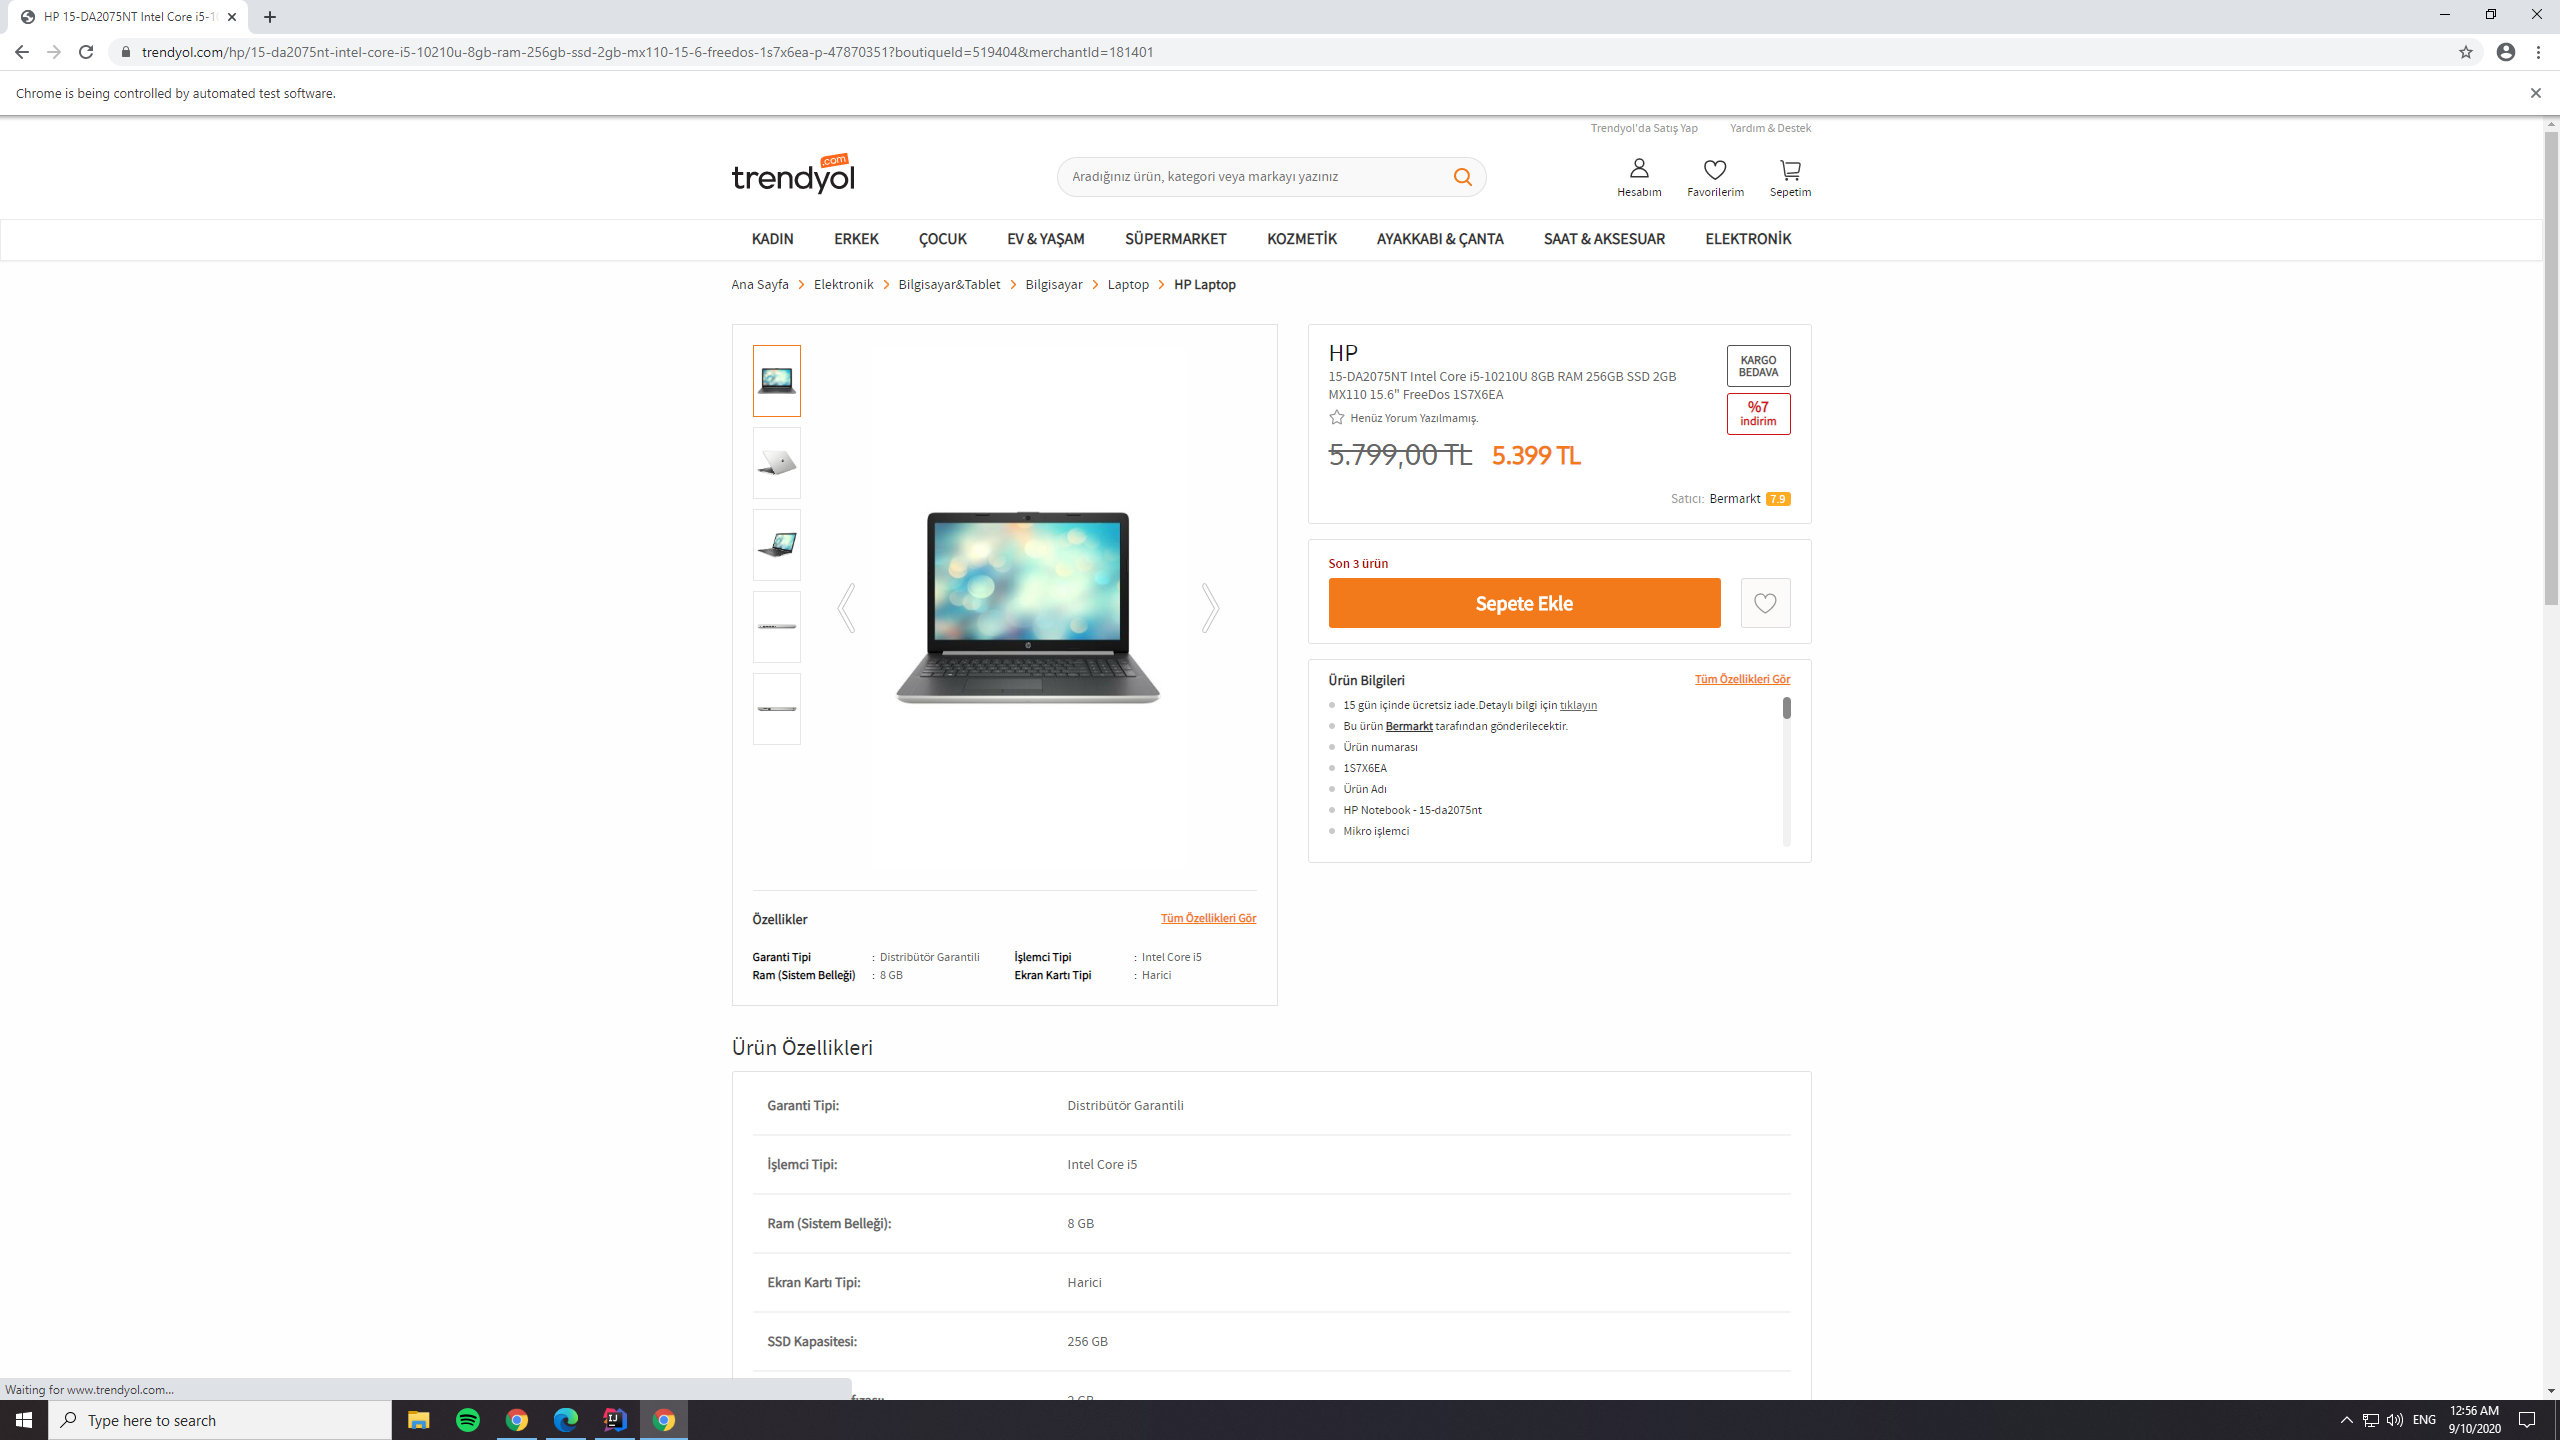 HP 15-DA2075NT Intel Core i5-10
trendyol.com/hp/15-da2075nt-intel-core-i5-10210u-8gb-ram-256gb-ssd-2gb-mx110-15-6-freedos-1s7x6ea-p-47870351?boutiqueId=519404&merchantId=181401
Chrome is being controlled by automated test software.
Trendyol'da Satış Yap Yardım & Destek
trendyol .com
Aradığınız ürün, kategori veya markayı yazınız
Hesabım Favorilerim Sepetim
KADIN ERKEK ÇOCUK EV & YAŞAM SÜPERMARKET KOZMETİK AYAKKABI & ÇANTA SAAT & AKSESUAR ELEKTRONİK
Ana Sayfa Elektronik Bilgisayar&Tablet Bilgisayar Laptop HP Laptop
HP
15-DA2075NT Intel Core i5-10210U 8GB RAM 256GB SSD 2GB
MX110 15.6" FreeDos 1S7X6EA
Henüz Yorum Yazılmamış.
5.799,00 TL 5.399 TL
KARGO
BEDAVA
%7
indirim
Satıcı: Bermarkt 7.9
Son 3 ürün
Sepete Ekle
Ürün Bilgileri Tüm Özellikleri Gör
15 gün içinde ücretsiz iade.Detaylı bilgi için tıklayın
Bu ürün Bermarkt tarafından gönderilecektir.
Ürün numarası
1S7X6EA
Ürün Adı
HP Notebook - 15-da2075nt
Mikro işlemci
Özellikler Tüm Özellikleri Gör
Garanti Tipi : Distribütör Garantili İşlemci Tipi : Intel Core i5
Ram (Sistem Belleği) : 8 GB Ekran Kartı Tipi : Harici
Ürün Özellikleri
Garanti Tipi: Distribütör Garantili
İşlemci Tipi: Intel Core i5
Ram (Sistem Belleği): 8 GB
Ekran Kartı Tipi: Harici
SSD Kapasitesi: 256 GB
2 GB
Waiting for www.trendyol.com...
Type here to search
ENG
12:56 AM
9/10/2020